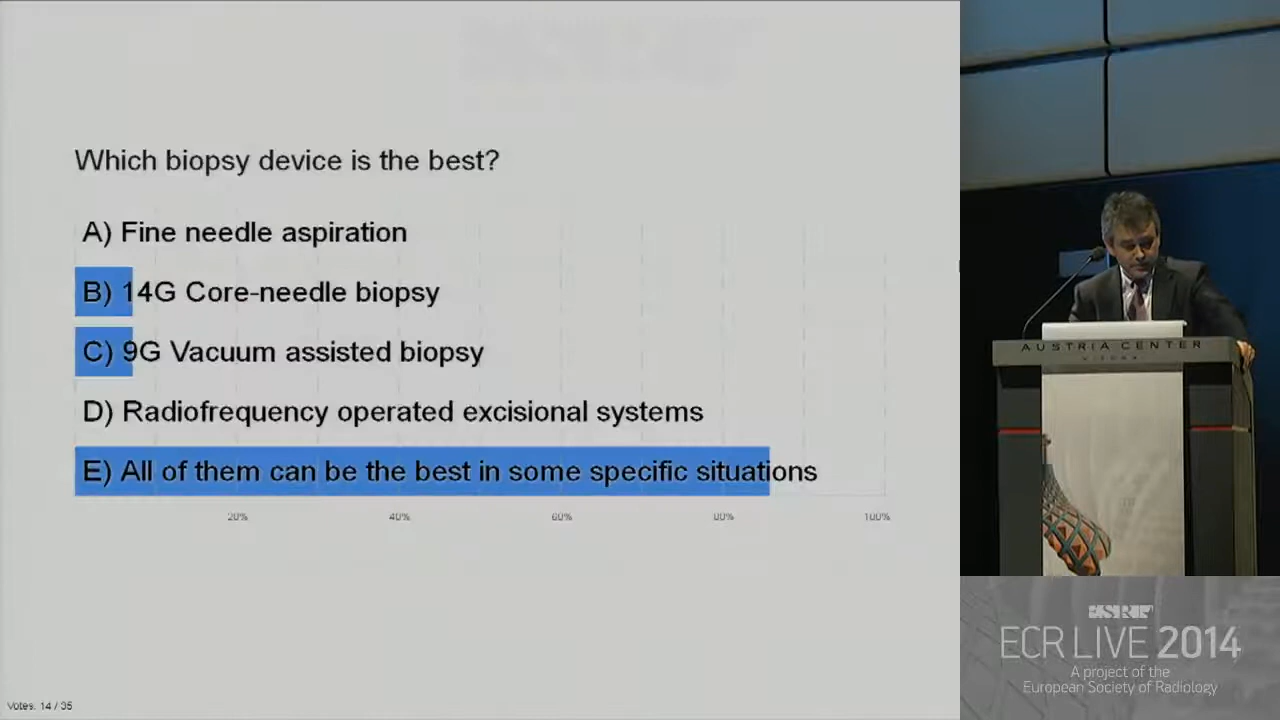 Which biopsy device is the best?
A) Fine needle aspiration
B) 14G Core-needle biopsy
C) 9G Vacuum assisted biopsy
D) Radiofrequency operated excisional systems
E) All of them can be the best in some specific situations
20% 40% 60% 80% 100%
Votes: 14 / 35
AUSTRIA CENTER
VIENNA
ESR
ECR LIVE 2014
A project of the
European Society of Radiology